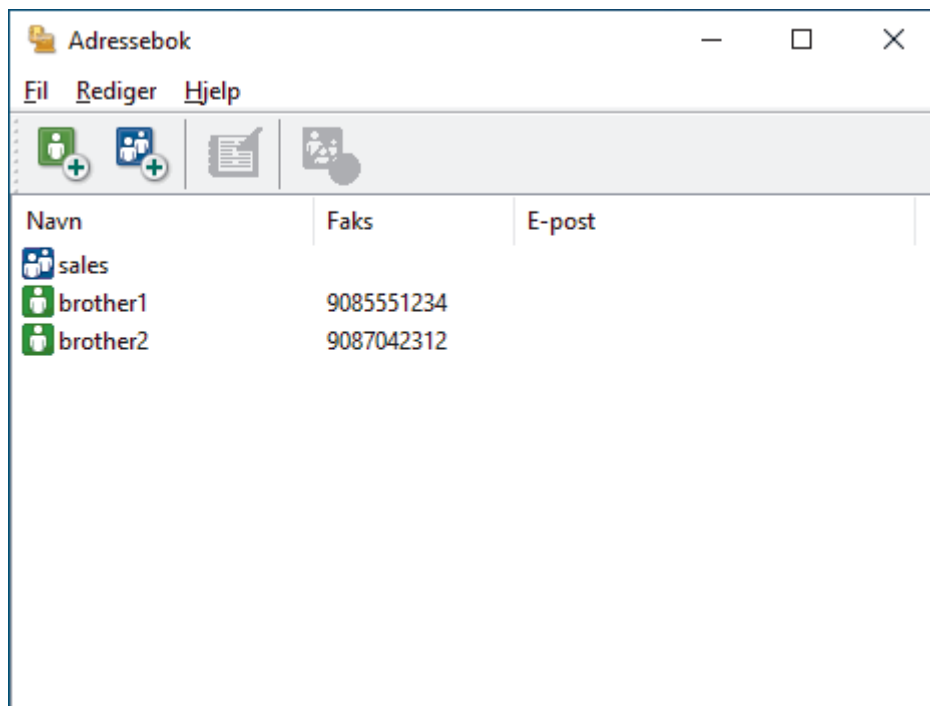 Adressebok
Fil Rediger Hjelp
Navn Faks E-post
sales
brother1 9085551234
brother2 9087042312